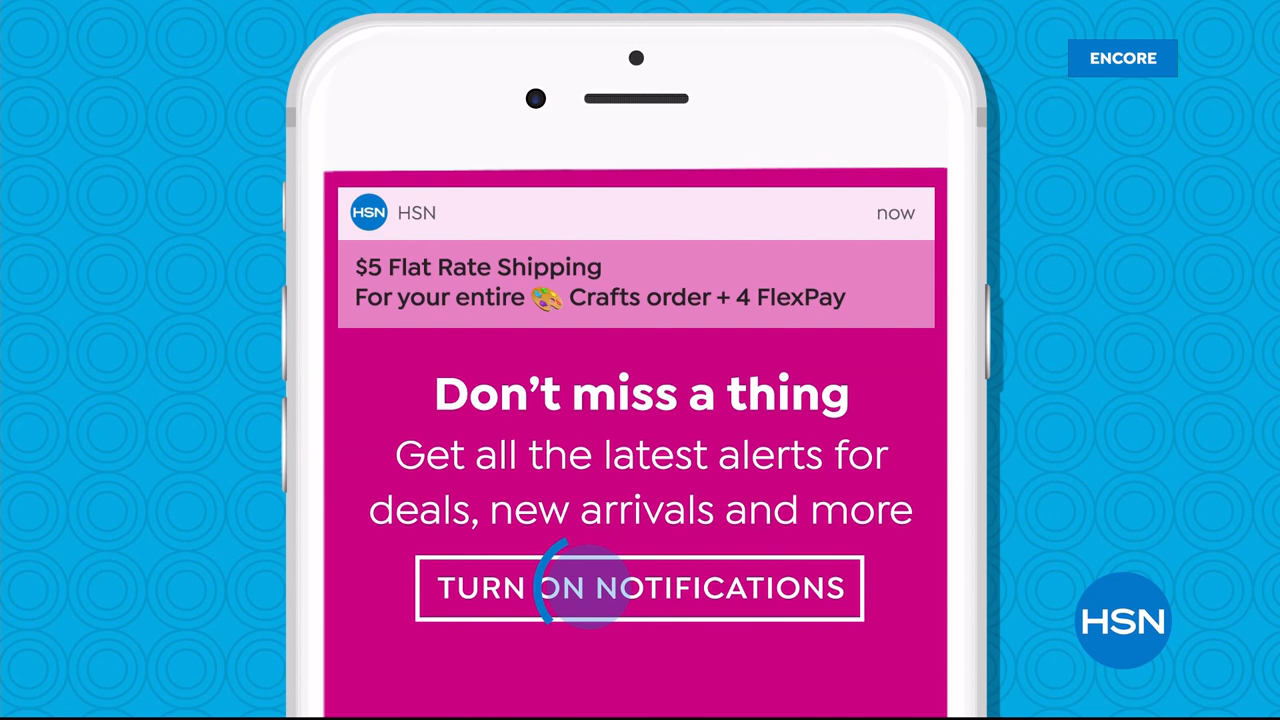 ENCORE
HSN HSN now
$5 Flat Rate Shipping
For your entire 🎨 Crafts order + 4 FlexPay
Don't miss a thing
Get all the latest alerts for
deals, new arrivals and more
TURN ON NOTIFICATIONS
HSN